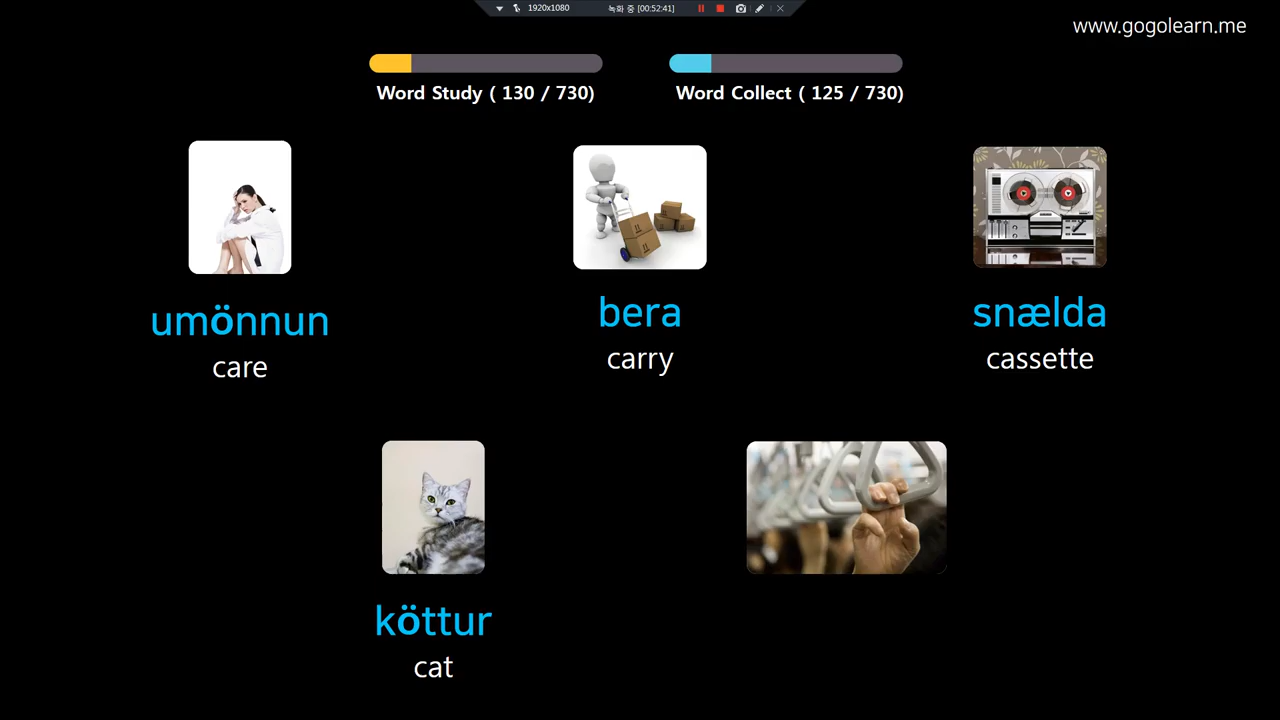 1920x1080 녹화 중 [00:52:41]
www.gogolearn.me
Word Study ( 130 / 730)
Word Collect ( 125 / 730)
umönnun
care
bera
carry
snælda
cassette
köttur
cat